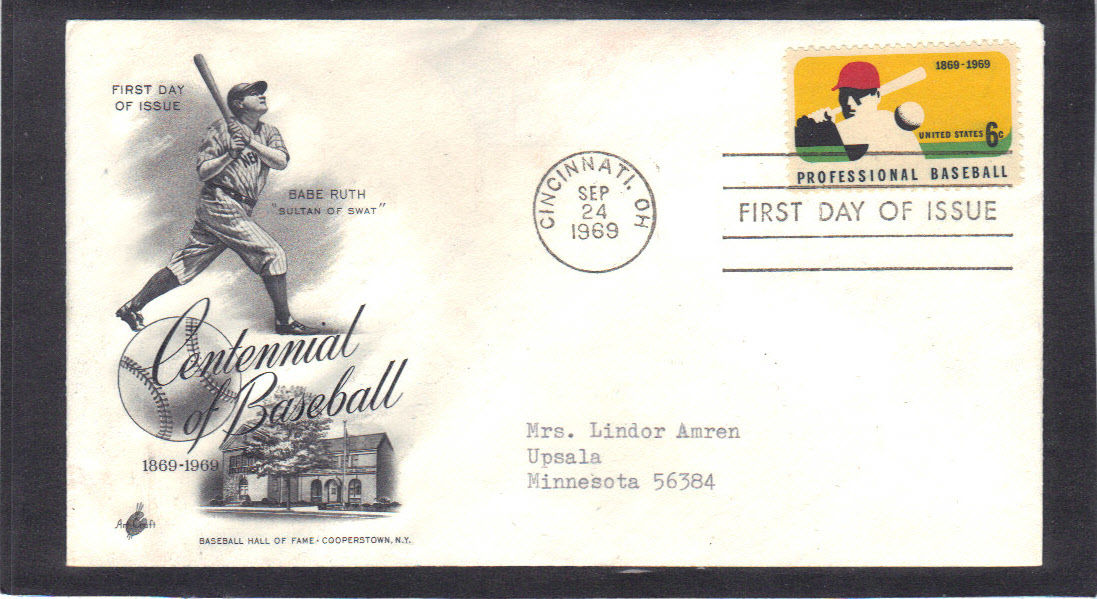 FIRST DAY
OF ISSUE
BABE RUTH
"SULTAN OF SWAT"
Centennial
of Baseball
1869-1969
Art Craft
BASEBALL HALL OF FAME · COOPERSTOWN, N.Y.
CINCINNATI. OH
SEP
24
1969
1869-1969
UNITED STATES 6c
PROFESSIONAL BASEBALL
FIRST DAY OF ISSUE
Mrs. Lindor Amren
Upsala
Minnesota 56384